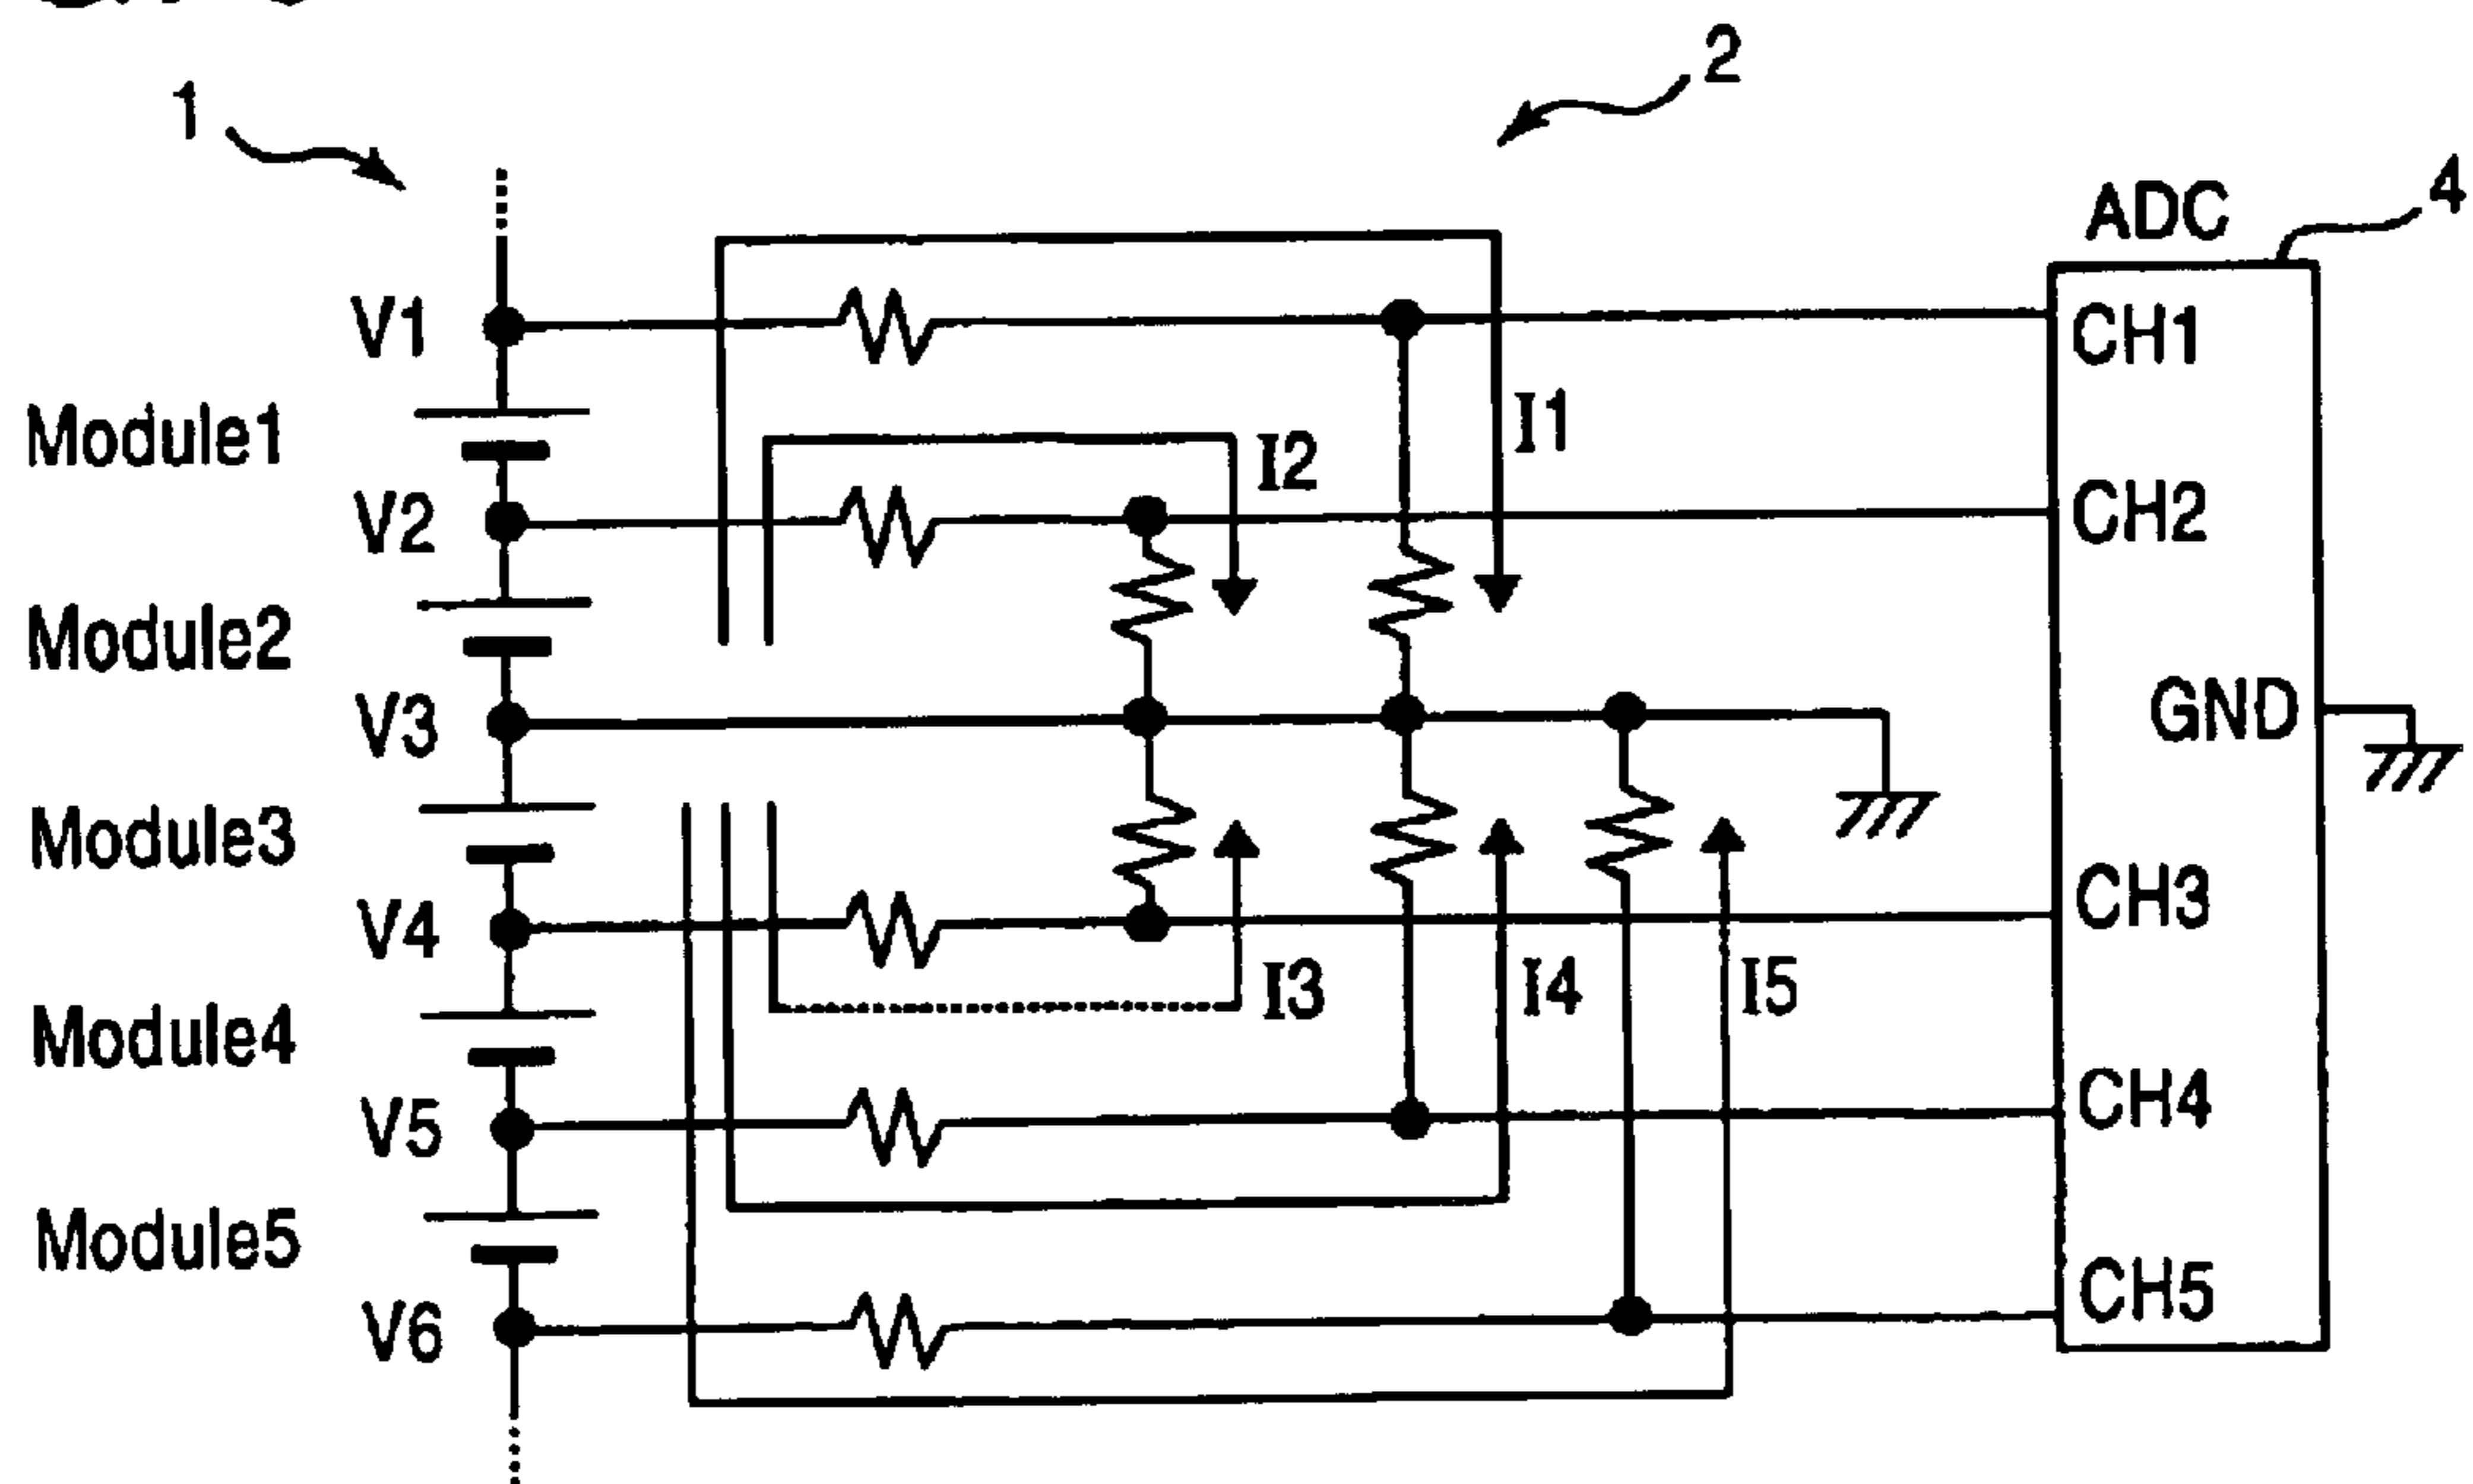 1
2
4
ADC
V1
CH1
Module1
I1
I2
V2
CH2
Module2
V3
GND
Module3
V4
CH3
I3
I4
I5
Module4
V5
CH4
Module5
V6
CH5